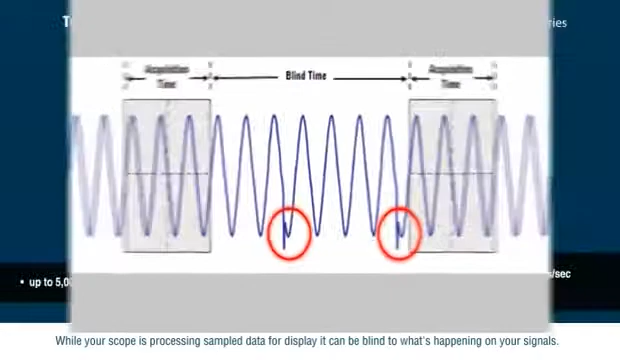 ries
Acquisition
Time
Blind Time
Acquisition
Time
• up to 5,0
s/sec
While your scope is processing sampled data for display it can be blind to what's happening on your signals.